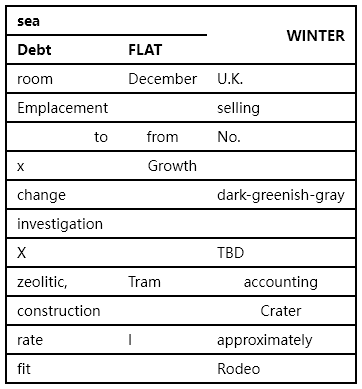 sea WINTER
Debt FLAT
room December U.K.
Emplacement selling
to from No.
x Growth
change dark-greenish-gray
investigation
X TBD
zeolitic, Tram accounting
construction Crater
rate l approximately
fit Rodeo